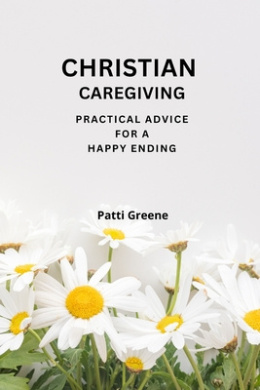 CHRISTIAN
CAREGIVING
PRACTICAL ADVICE
FOR A
HAPPY ENDING
Patti Greene